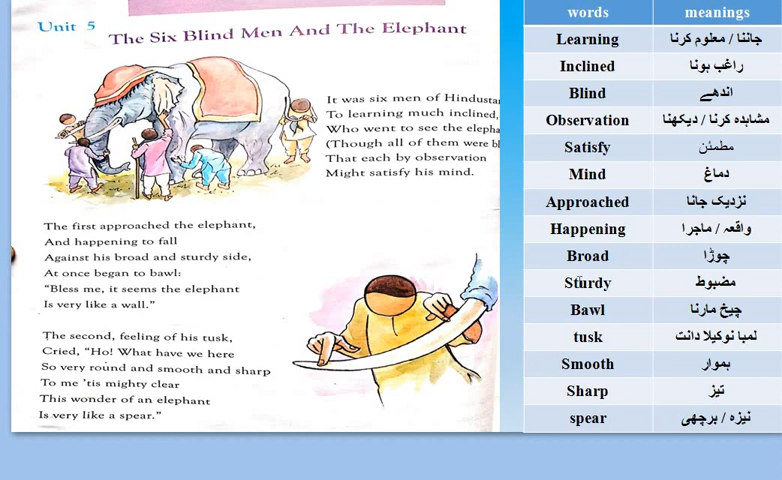 Unit 5
The Six Blind Men And The Elephant
It was six men of
To learning much inclined,
Who went to see the
(Though all of them were
That each by observation
Might satisfy his mind.
The first approached the elephant,
And happening to fall
Against his broad and sturdy side,
At once began to bawl:
"Bless me, it seems the elephant
Is very like a wall."
The second, feeling of his tusk,
Cried, "Ho! What have we here
So very round and smooth and sharp
To me 'tis mighty clear
This wonder of an elephant
Is very like a spear."
words meanings
Learning جاننا / معلوم کرنا
Inclined راغب ہونا
Blind اندھے
Observation مشاہدہ کرنا / دیکھنا
Satisfy مطمئن
Mind دماغ
Approached نزدیک جانا
Happening واقعہ / ماجرا
Broad چوڑا
Sturdy مضبوط
Bawl چیخ مارنا
tusk لمبا نوکیلا دانت
Smooth ہموار
Sharp تیز
spear نیزہ / برچھی